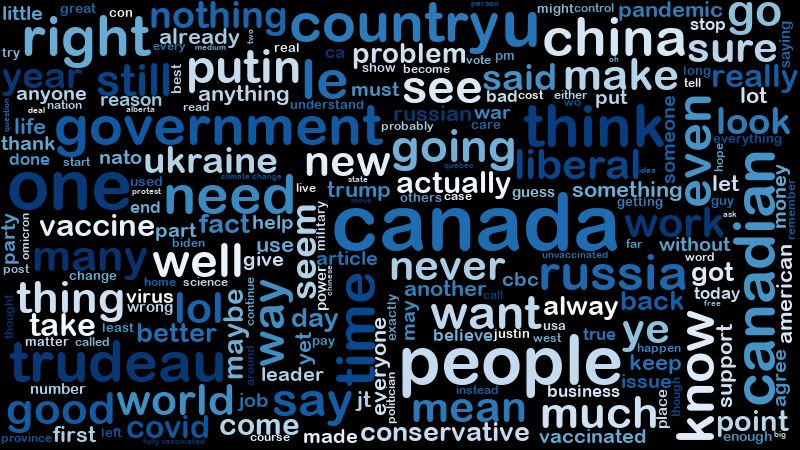 little great con nothing country u person might control pandemic go
try right already every medium two real ca problem vote pm china oh stop sure saying
year still best putin le show become see said make long really
anyone reason anything must understand bad cost either put tell lot
question deal nation alberta read russian war wo
life government probably care think someone even hope look everything
thank done start nato ukraine new going quebec liberal idea
one used protest climate change state live trump actually guess something let guy
need end move others case getting canadian money remember
party omicron vaccine part fact help seem military canada work ask
many biden use article unvaccinated far without
post change well give power chinese never cbc russia word got american
thought thing virus home science lol maybe continue way another call today free
take wrong day time may exactly want alway back
matter called least better yet pay everyone believe justin usa west true ye
trudeau around leader people happen know support agree
number job politician instead business keep issue though place
good world say jt mean much point
province first left covid fully vaccinated come course made conservative vaccinated enough big